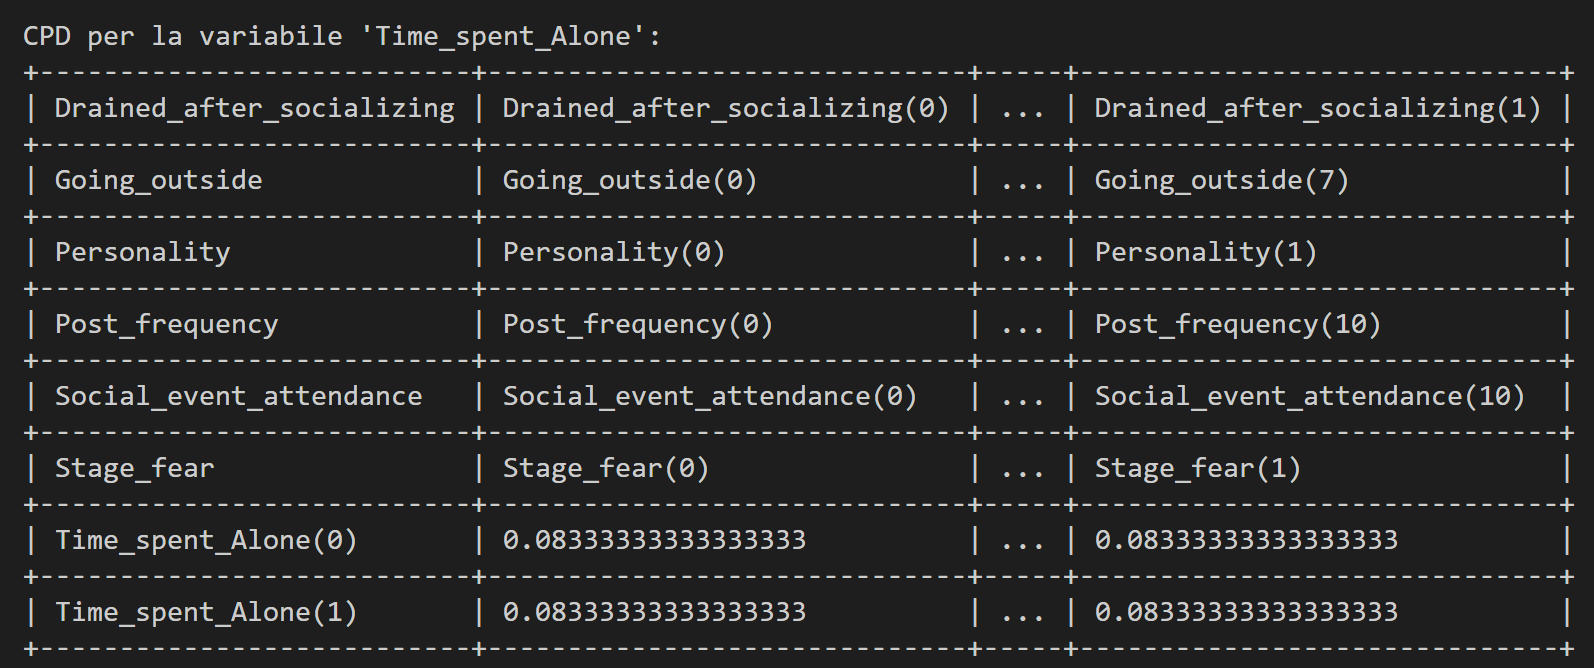 CPD per la variabile 'Time_spent_Alone':
+---------------------------+------------------------------+-----+------------------------------+
| Drained_after_socializing | Drained_after_socializing(0) | ... | Drained_after_socializing(1) |
+---------------------------+------------------------------+-----+------------------------------+
| Going_outside             | Going_outside(0)             | ... | Going_outside(7)             |
+---------------------------+------------------------------+-----+------------------------------+
| Personality               | Personality(0)               | ... | Personality(1)               |
+---------------------------+------------------------------+-----+------------------------------+
| Post_frequency            | Post_frequency(0)            | ... | Post_frequency(10)           |
+---------------------------+------------------------------+-----+------------------------------+
| Social_event_attendance   | Social_event_attendance(0)   | ... | Social_event_attendance(10)  |
+---------------------------+------------------------------+-----+------------------------------+
| Stage_fear                | Stage_fear(0)                | ... | Stage_fear(1)                |
+---------------------------+------------------------------+-----+------------------------------+
| Time_spent_Alone(0)       | 0.08333333333333333          | ... | 0.08333333333333333          |
+---------------------------+------------------------------+-----+------------------------------+
| Time_spent_Alone(1)       | 0.08333333333333333          | ... | 0.08333333333333333          |
+---------------------------+------------------------------+-----+------------------------------+